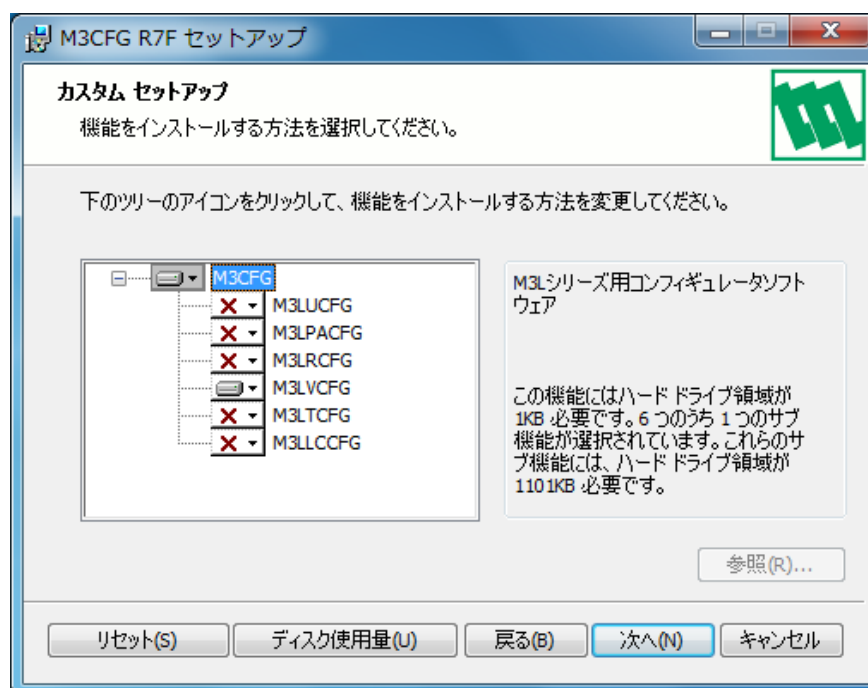 M3CFG R7F セットアップ
カスタム セットアップ
機能をインストールする方法を選択してください。
下のツリーのアイコンをクリックして、機能をインストールする方法を変更してください。
M3CFG
M3LUCFG
M3LPACFG
M3LRCFG
M3LVCFG
M3LTCFG
M3LLCCFG
M3Lシリーズ用コンフィギュレータソフト
ウェア
この機能にはハード ドライブ領域が
1KB 必要です。6 つのうち 1 つのサブ
機能が選択されています。これらのサ
ブ機能には、ハード ドライブ領域が
1101KB 必要です。
参照(R)...
リセット(S)
ディスク使用量(U)
戻る(B)
次へ(N)
キャンセル